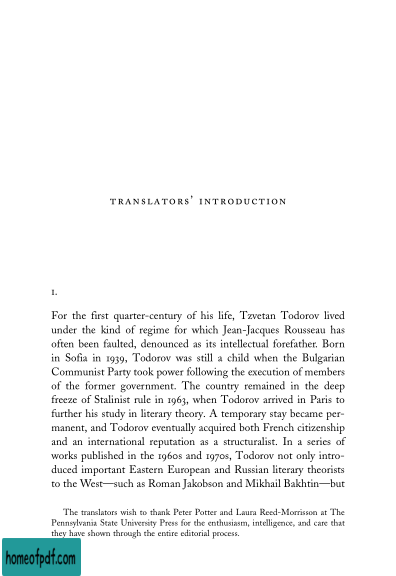 TRANSLATORS' INTRODUCTION
1.
For the first quarter-century of his life, Tzvetan Todorov lived
under the kind of regime for which Jean-Jacques Rousseau has
often been faulted, denounced as its intellectual forefather. Born
in Sofia in 1939, Todorov was still a child when the Bulgarian
Communist Party took power following the execution of members
of the former government. The country remained in the deep
freeze of Stalinist rule in 1963, when Todorov arrived in Paris to
further his study in literary theory. A temporary stay became per-
manent, and Todorov eventually acquired both French citizenship
and an international reputation as a structuralist. In a series of
works published in the 1960s and 1970s, Todorov not only intro-
duced important Eastern European and Russian literary theorists
to the West—such as Roman Jakobson and Mikhail Bakhtin—but
The translators wish to thank Peter Potter and Laura Reed-Morrisson at The
Pennsylvania State University Press for the enthusiasm, intelligence, and care that
they have shown through the entire editorial process.
homeofpdf.com